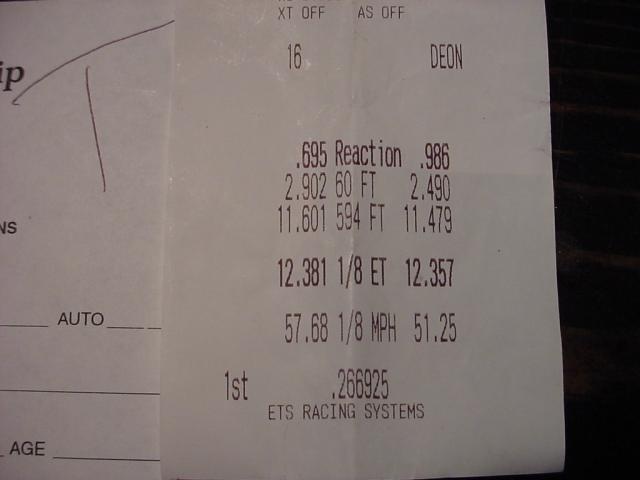 XT OFF AS OFF
ip
16 DEON
.695 Reaction .986
2.902 60 FT 2.490
11.601 594 FT 11.479
NS
12.381 1/8 ET 12.357
AUTO
57.68 1/8 MPH 51.25
1st .266925
ETS RACING SYSTEMS
AGE